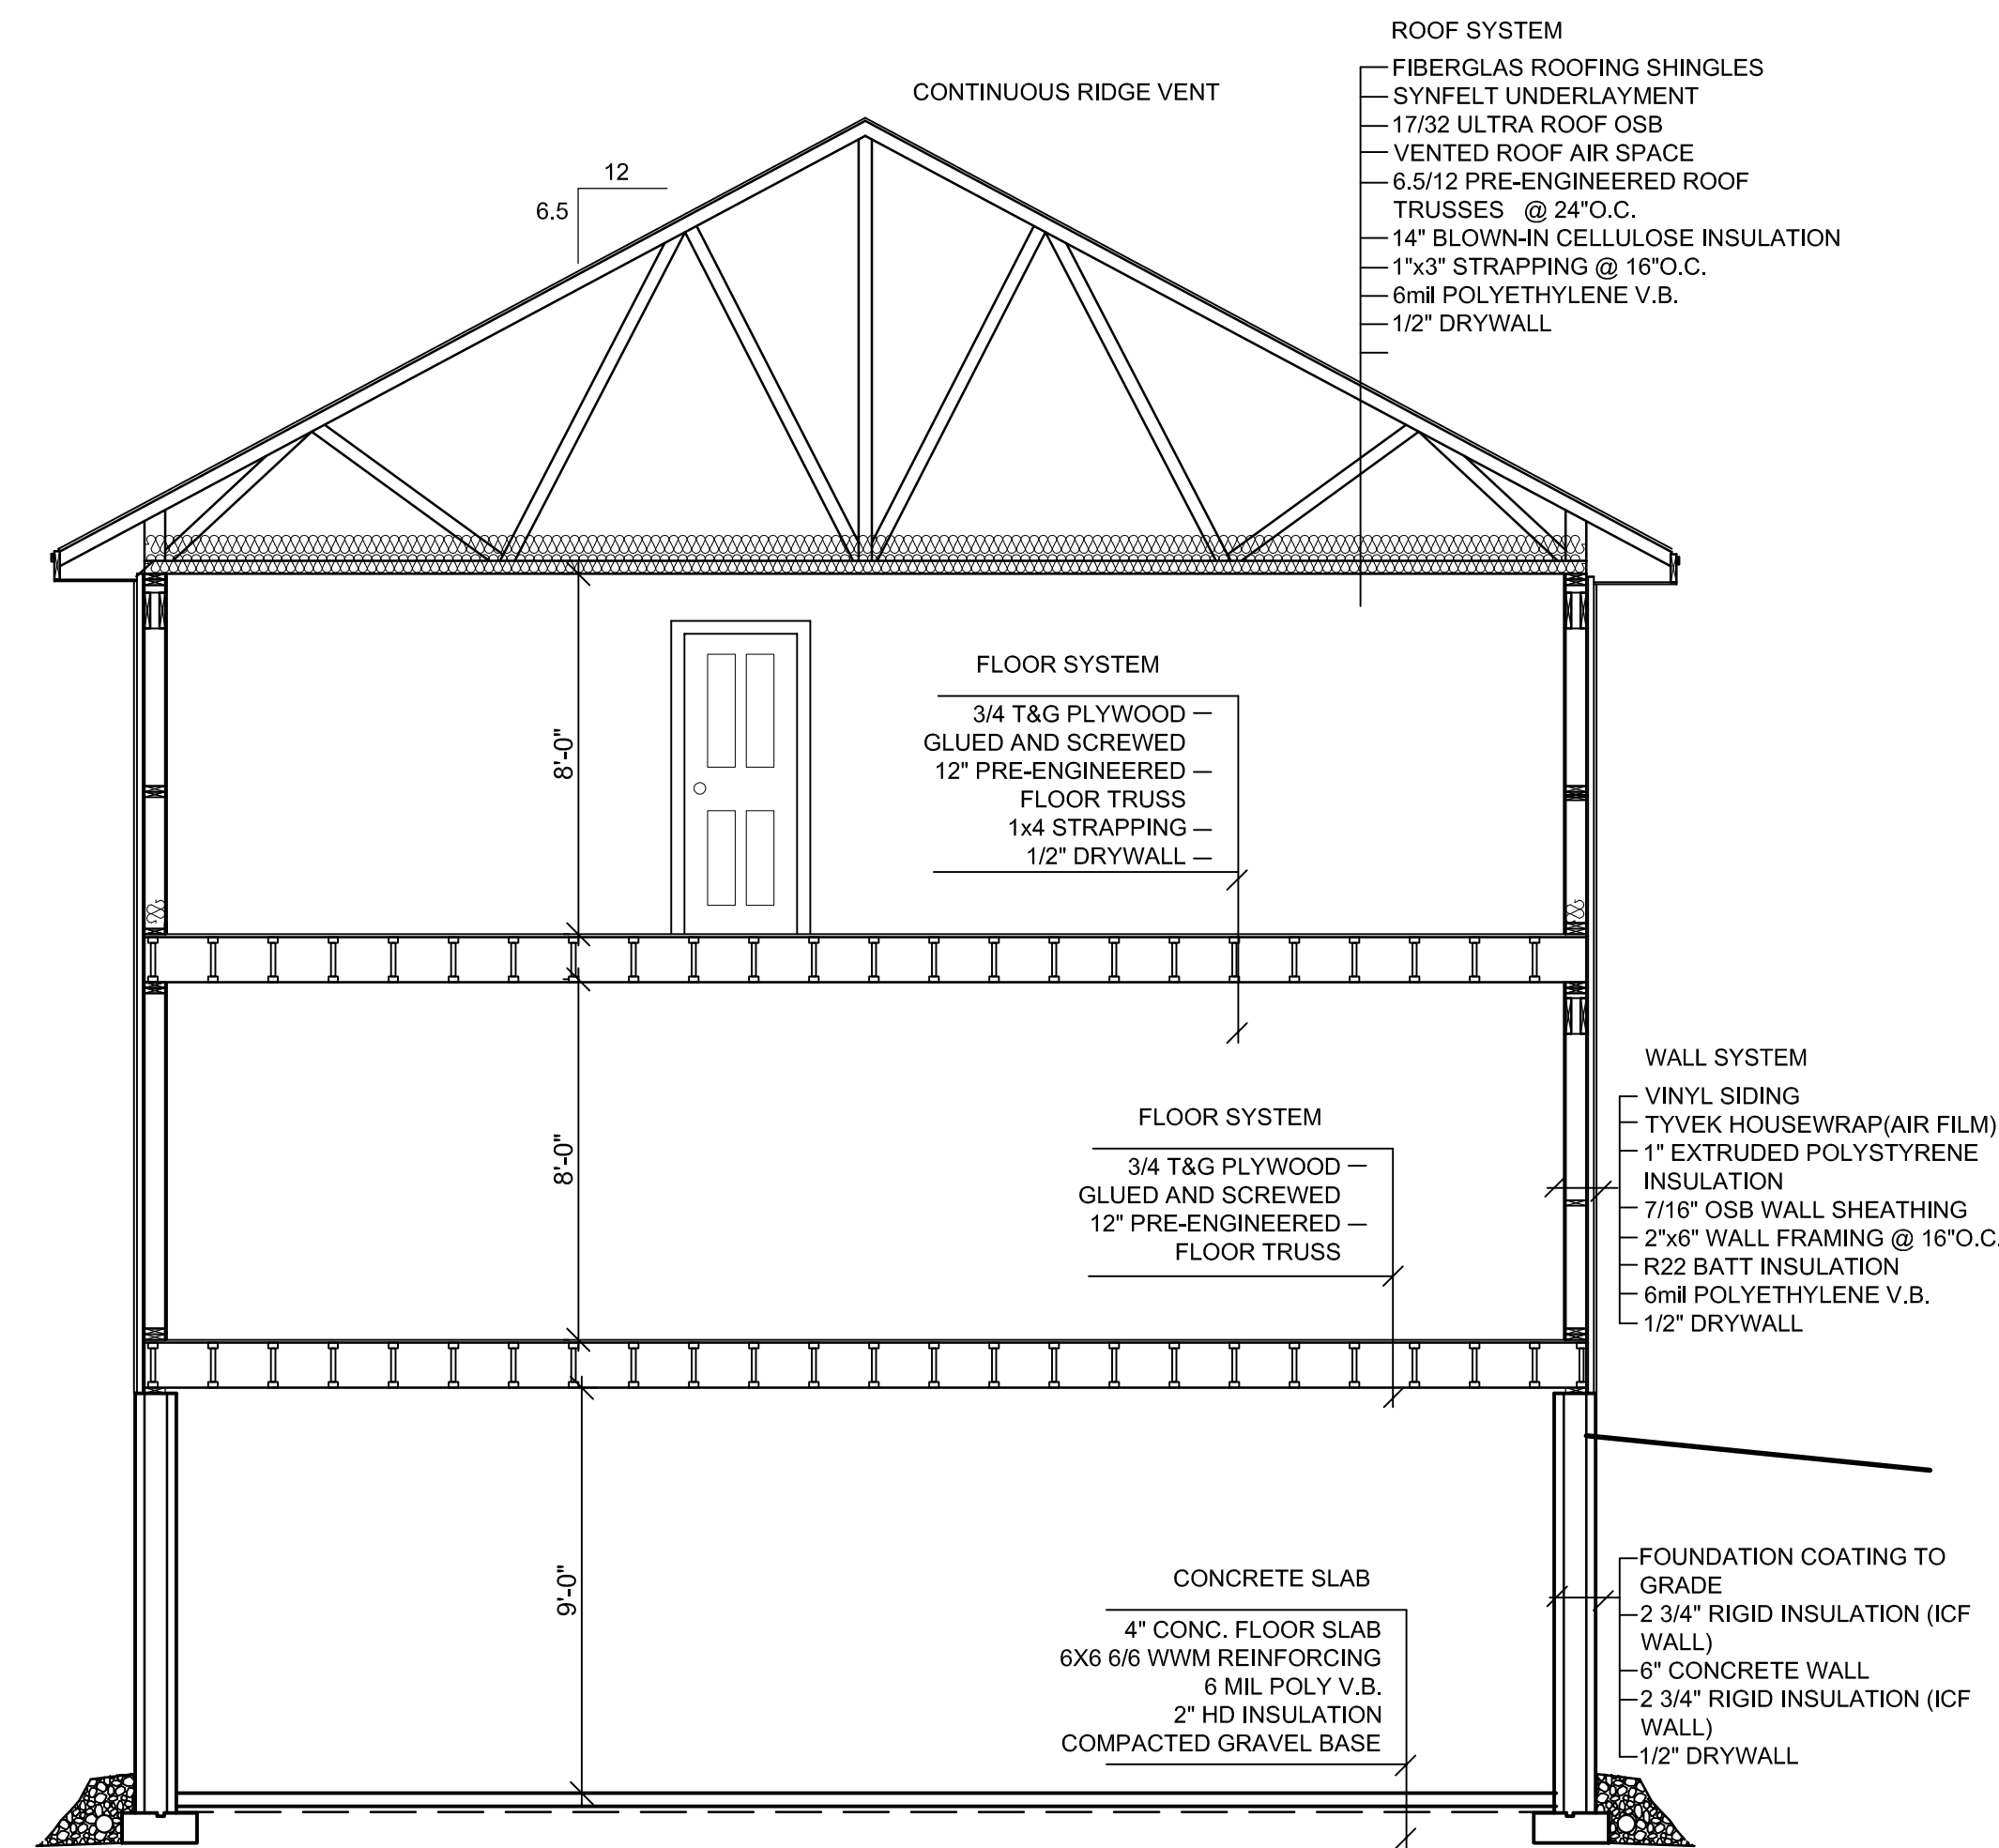 ROOF SYSTEM
FIBERGLAS ROOFING SHINGLES
SYNFELT UNDERLAYMENT
17/32 ULTRA ROOF OSB
VENTED ROOF AIR SPACE
6.5/12 PRE-ENGINEERED ROOF
TRUSSES @ 24"O.C.
14" BLOWN-IN CELLULOSE INSULATION
1"x3" STRAPPING @ 16"O.C.
6mil POLYETHYLENE V.B.
1/2" DRYWALL
CONTINUOUS RIDGE VENT
12
6.5
8'-0"
FLOOR SYSTEM
3/4 T&G PLYWOOD
GLUED AND SCREWED
12" PRE-ENGINEERED
FLOOR TRUSS
1x4 STRAPPING
1/2" DRYWALL
8'-0"
FLOOR SYSTEM
3/4 T&G PLYWOOD
GLUED AND SCREWED
12" PRE-ENGINEERED
FLOOR TRUSS
WALL SYSTEM
VINYL SIDING
TYVEK HOUSEWRAP(AIR FILM)
1" EXTRUDED POLYSTYRENE
INSULATION
7/16" OSB WALL SHEATHING
2"x6" WALL FRAMING @ 16"O.C.
R22 BATT INSULATION
6mil POLYETHYLENE V.B.
1/2" DRYWALL
9'-0"
CONCRETE SLAB
4" CONC. FLOOR SLAB
6X6 6/6 WWM REINFORCING
6 MIL POLY V.B.
2" HD INSULATION
COMPACTED GRAVEL BASE
FOUNDATION COATING TO
GRADE
2 3/4" RIGID INSULATION (ICF
WALL)
6" CONCRETE WALL
2 3/4" RIGID INSULATION (ICF
WALL)
1/2" DRYWALL